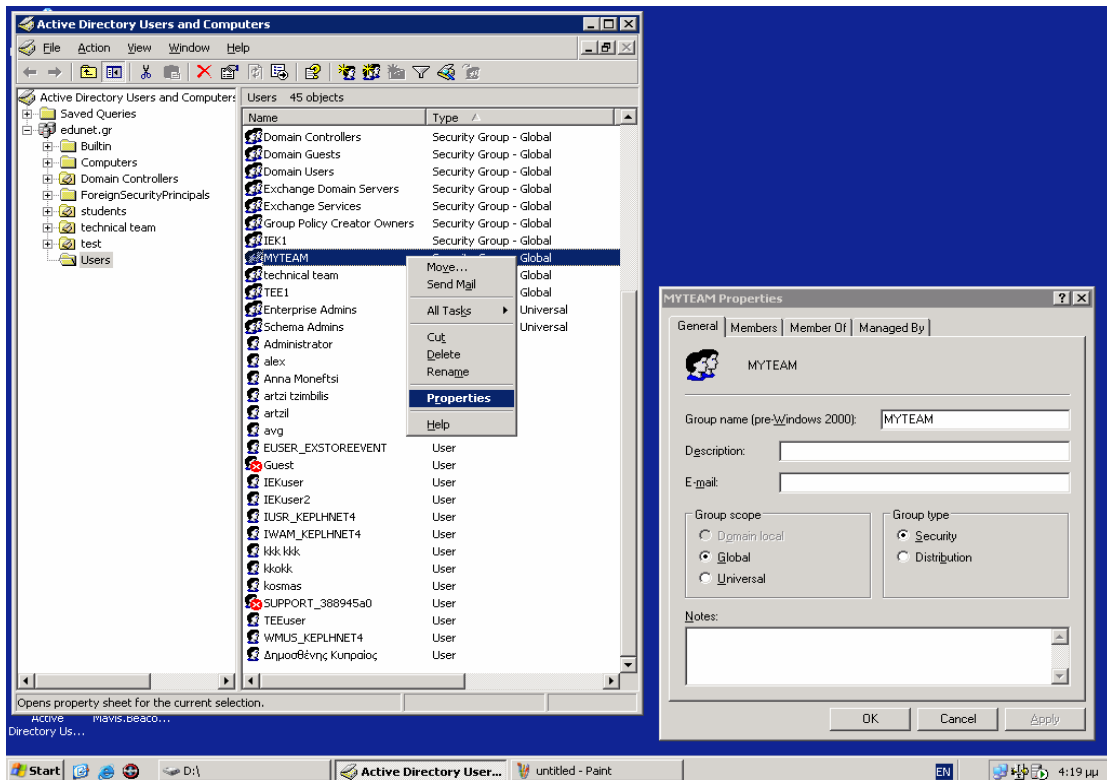 Active Directory Users and Computers
File Action View Window Help
Active Directory Users and Computer
Saved Queries
edunet.gr
Builtin
Computers
Domain Controllers
ForeignSecurityPrincipals
students
technical team
test
Users
Users 45 objects
Name Type
Domain Controllers Security Group - Global
Domain Guests Security Group - Global
Domain Users Security Group - Global
Exchange Domain Servers Security Group - Global
Exchange Services Security Group - Global
Group Policy Creator Owners Security Group - Global
IEK1 Security Group - Global
MYTEAM Global
technical team Global
TEE1 Global
Enterprise Admins Universal
Schema Admins Universal
Administrator
alex
Anna Moneftsi
artzi tzimbilis
artzil
avg
EUSER_EXSTOREEVENT User
Guest User
IEKuser User
IEKuser2 User
IUSR_KEPLHNET4 User
IWAM_KEPLHNET4 User
kkk kkk User
kkokk User
kosmas User
SUPPORT_388945a0 User
TEEuser User
WMUS_KEPLHNET4 User
Δημοσθένης Κυπραίος User
Move...
Send Mail
All Tasks
Cut
Delete
Rename
Properties
Help
Opens property sheet for the current selection.
MYTEAM Properties
General Members Member Of Managed By
MYTEAM
Group name (pre-Windows 2000): MYTEAM
Description:
E-mail:
Group scope
Domain local
Global
Universal
Group type
Security
Distribution
Notes:
OK Cancel Apply
Active Mavis.Beaco...
Directory Us...
Start D:\ Active Directory User... untitled - Paint EN 4:19 μμ